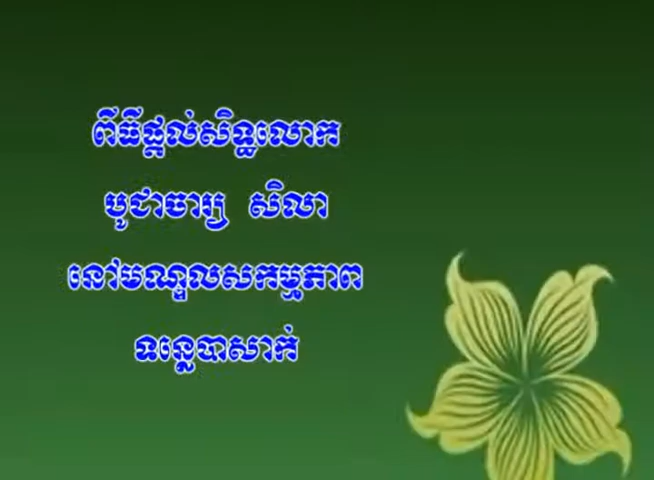 ពីធីផ្តល់សិទ្ធលោក
បូជាចារ្យ សិលា
នៅមណ្ឌលសកម្មភាព
ទន្លេបាសាក់